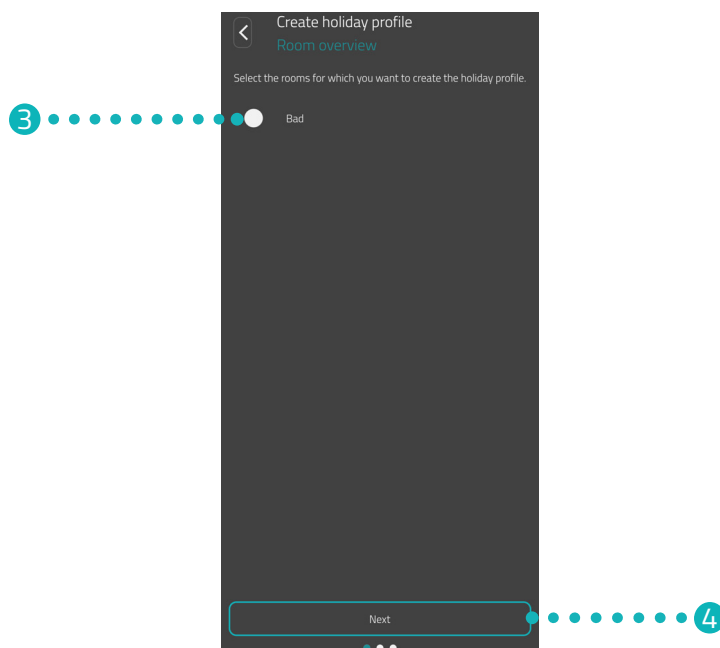 Create holiday profile
Room overview
Select the rooms for which you want to create the holiday profile.
3
Bad
Next
4